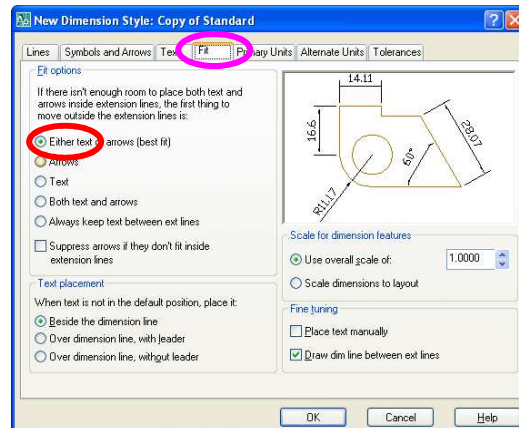 New Dimension Style: Copy of Standard
Lines Symbols and Arrows Text Fit Primary Units Alternate Units Tolerances
Fit options
If there isn't enough room to place both text and
arrows inside extension lines, the first thing to
move outside the extension lines is:
Either text or arrows (best fit)
Arrows
Text
Both text and arrows
Always keep text between ext lines
Suppress arrows if they don't fit inside
extension lines
Text placement
When text is not in the default position, place it:
Beside the dimension line
Over dimension line, with leader
Over dimension line, without leader
14.11
16.6
28.07
60°
R11.17
Scale for dimension features
Use overall scale of: 1.0000
Scale dimensions to layout
Fine tuning
Place text manually
Draw dim line between ext lines
OK Cancel Help